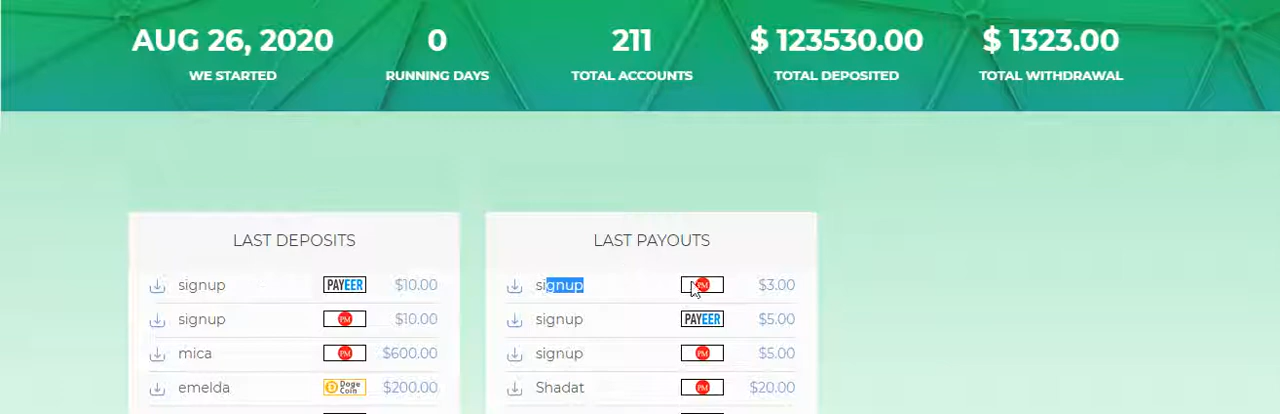 AUG 26, 2020 0 211 $ 123530.00 $ 1323.00
WE STARTED RUNNING DAYS TOTAL ACCOUNTS TOTAL DEPOSITED TOTAL WITHDRAWAL
LAST DEPOSITS
signup PAYEER $10.00
signup PM $10.00
mica PM $600.00
emelda Doge Coin $200.00
LAST PAYOUTS
signup PM $3.00
signup PAYEER $5.00
signup PM $5.00
Shadat PM $20.00